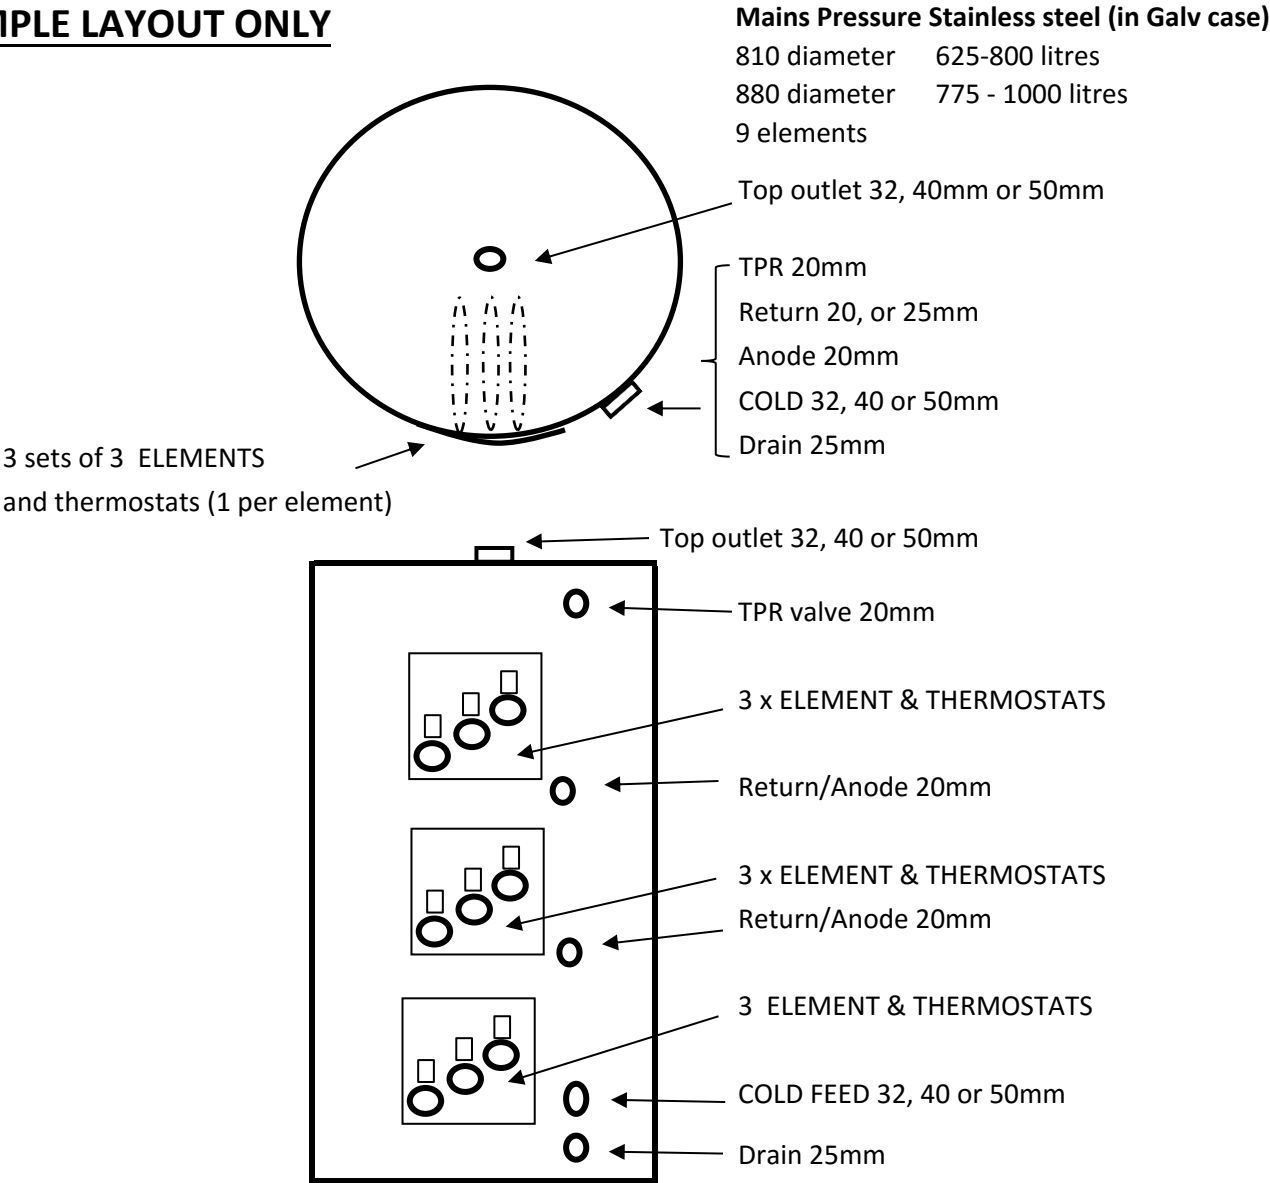 LAYOUT ONLY
Mains Pressure Stainless steel (in Galv case)
810 diameter 625-800 litres
880 diameter 775 - 1000 litres
9 elements
Top outlet 32, 40mm or 50mm
TPR 20mm
Return 20, or 25mm
Anode 20mm
COLD 32, 40 or 50mm
Drain 25mm
3 sets of 3 ELEMENTS
and thermostats (1 per element)
Top outlet 32, 40 or 50mm
TPR valve 20mm
3 x ELEMENT & THERMOSTATS
Return/Anode 20mm
3 x ELEMENT & THERMOSTATS
Return/Anode 20mm
3 ELEMENT & THERMOSTATS
COLD FEED 32, 40 or 50mm
Drain 25mm